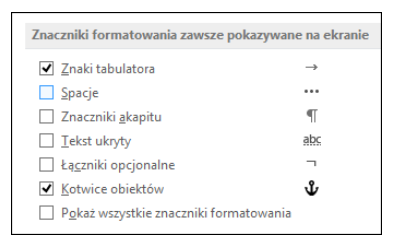 Znaczniki formatowania zawsze pokazywane na ekranie
Znaki tabulatora →
Spacje •••
Znaczniki akapitu ¶
Tekst ukryty abc
Łączniki opcjonalne ¬
Kotwice obiektów ⚓
Pokaż wszystkie znaczniki formatowania